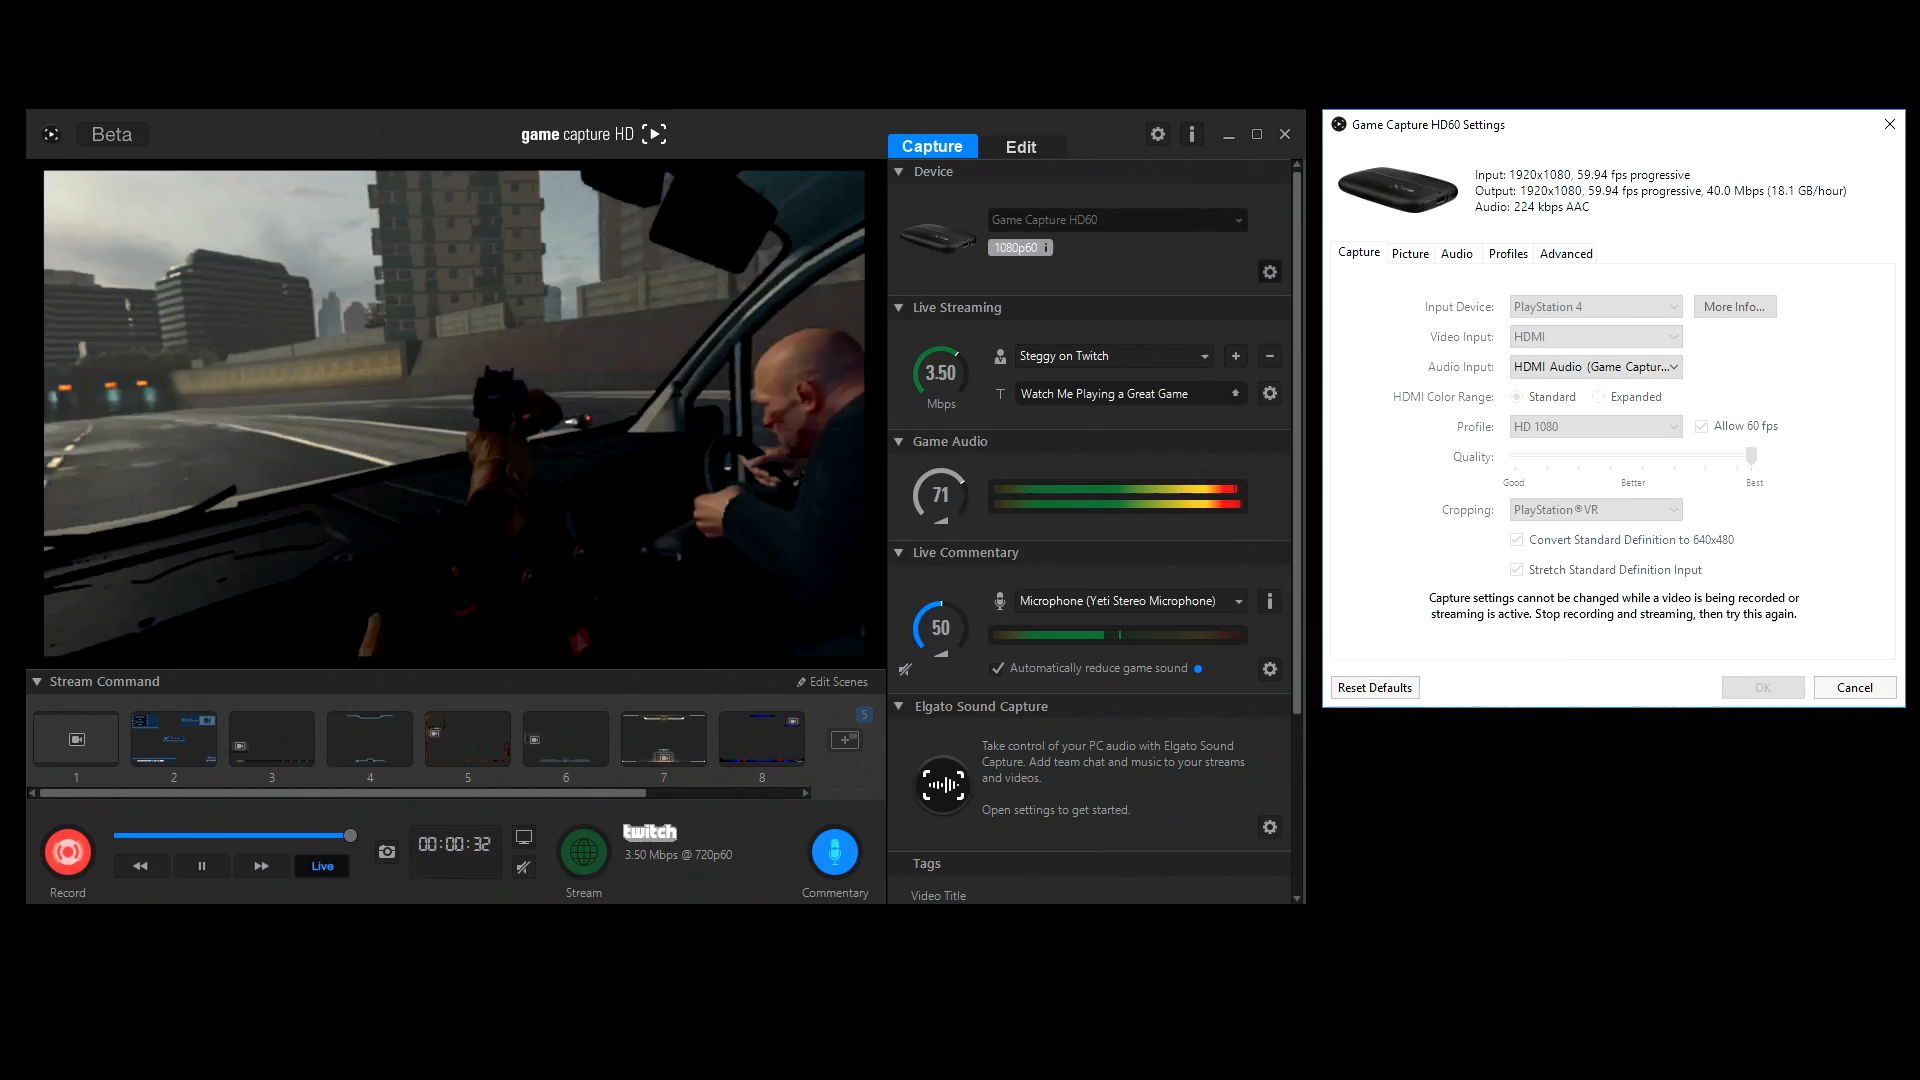 Beta
game capture HD
Capture
Edit
Device
Game Capture HD60
1080p60 i
Live Streaming
3.50
Mbps
Steggy on Twitch
T Watch Me Playing a Great Game
Game Audio
71
Live Commentary
50
Microphone (Yeti Stereo Microphone)
Automatically reduce game sound
Elgato Sound Capture
Take control of your PC audio with Elgato Sound
Capture. Add team chat and music to your streams
and videos.
Open settings to get started.
Tags
Video Title
Stream Command
Edit Scenes
5
1 2 3 4 5 6 7 8
Live
00:00:32
twitch
3.50 Mbps @ 720p60
Record
Stream
Commentary
Game Capture HD60 Settings
Input: 1920x1080, 59.94 fps progressive
Output: 1920x1080, 59.94 fps progressive, 40.0 Mbps (18.1 GB/hour)
Audio: 224 kbps AAC
Capture Picture Audio Profiles Advanced
Input Device: PlayStation 4 More Info...
Video Input: HDMI
Audio Input: HDMI Audio (Game Captur...
HDMI Color Range: Standard Expanded
Profile: HD 1080 Allow 60 fps
Quality:
Good Better Best
Cropping: PlayStation®VR
Convert Standard Definition to 640x480
Stretch Standard Definition Input
Capture settings cannot be changed while a video is being recorded or
streaming is active. Stop recording and streaming, then try this again.
Reset Defaults
OK
Cancel